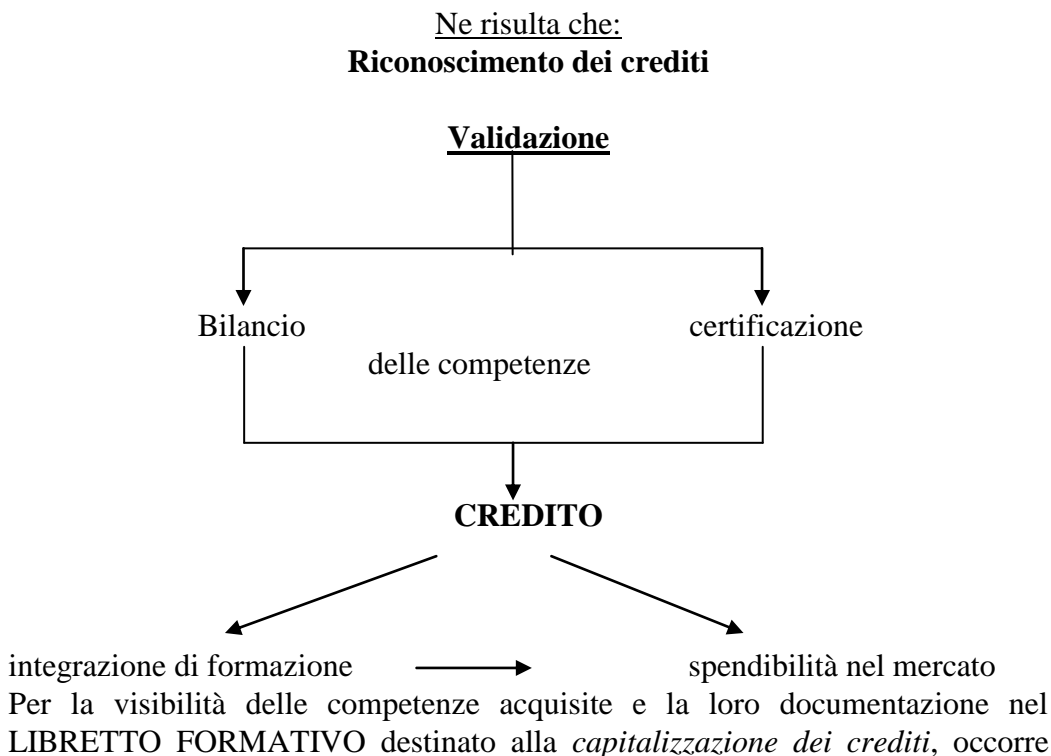 Ne risulta che:
Riconoscimento dei crediti
Validazione
Bilancio certificazione
delle competenze
CREDITO
integrazione di formazione spendibilità nel mercato
Per la visibilità delle competenze acquisite e la loro documentazione nel
LIBRETTO FORMATIVO destinato alla capitalizzazione dei crediti, occorre